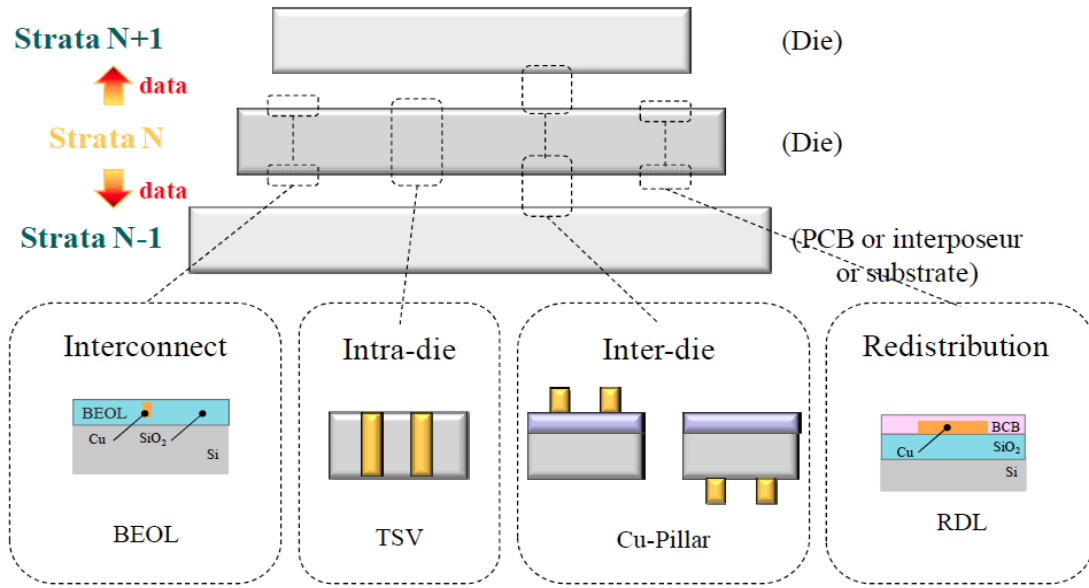 Strata N+1
(Die)
data
Strata N
(Die)
data
Strata N-1
(PCB or interposeur
or substrate)
Interconnect
BEOL
Cu
SiO2
Si
BEOL
Intra-die
TSV
Inter-die
Cu-Pillar
Redistribution
BCB
Cu
SiO2
Si
RDL